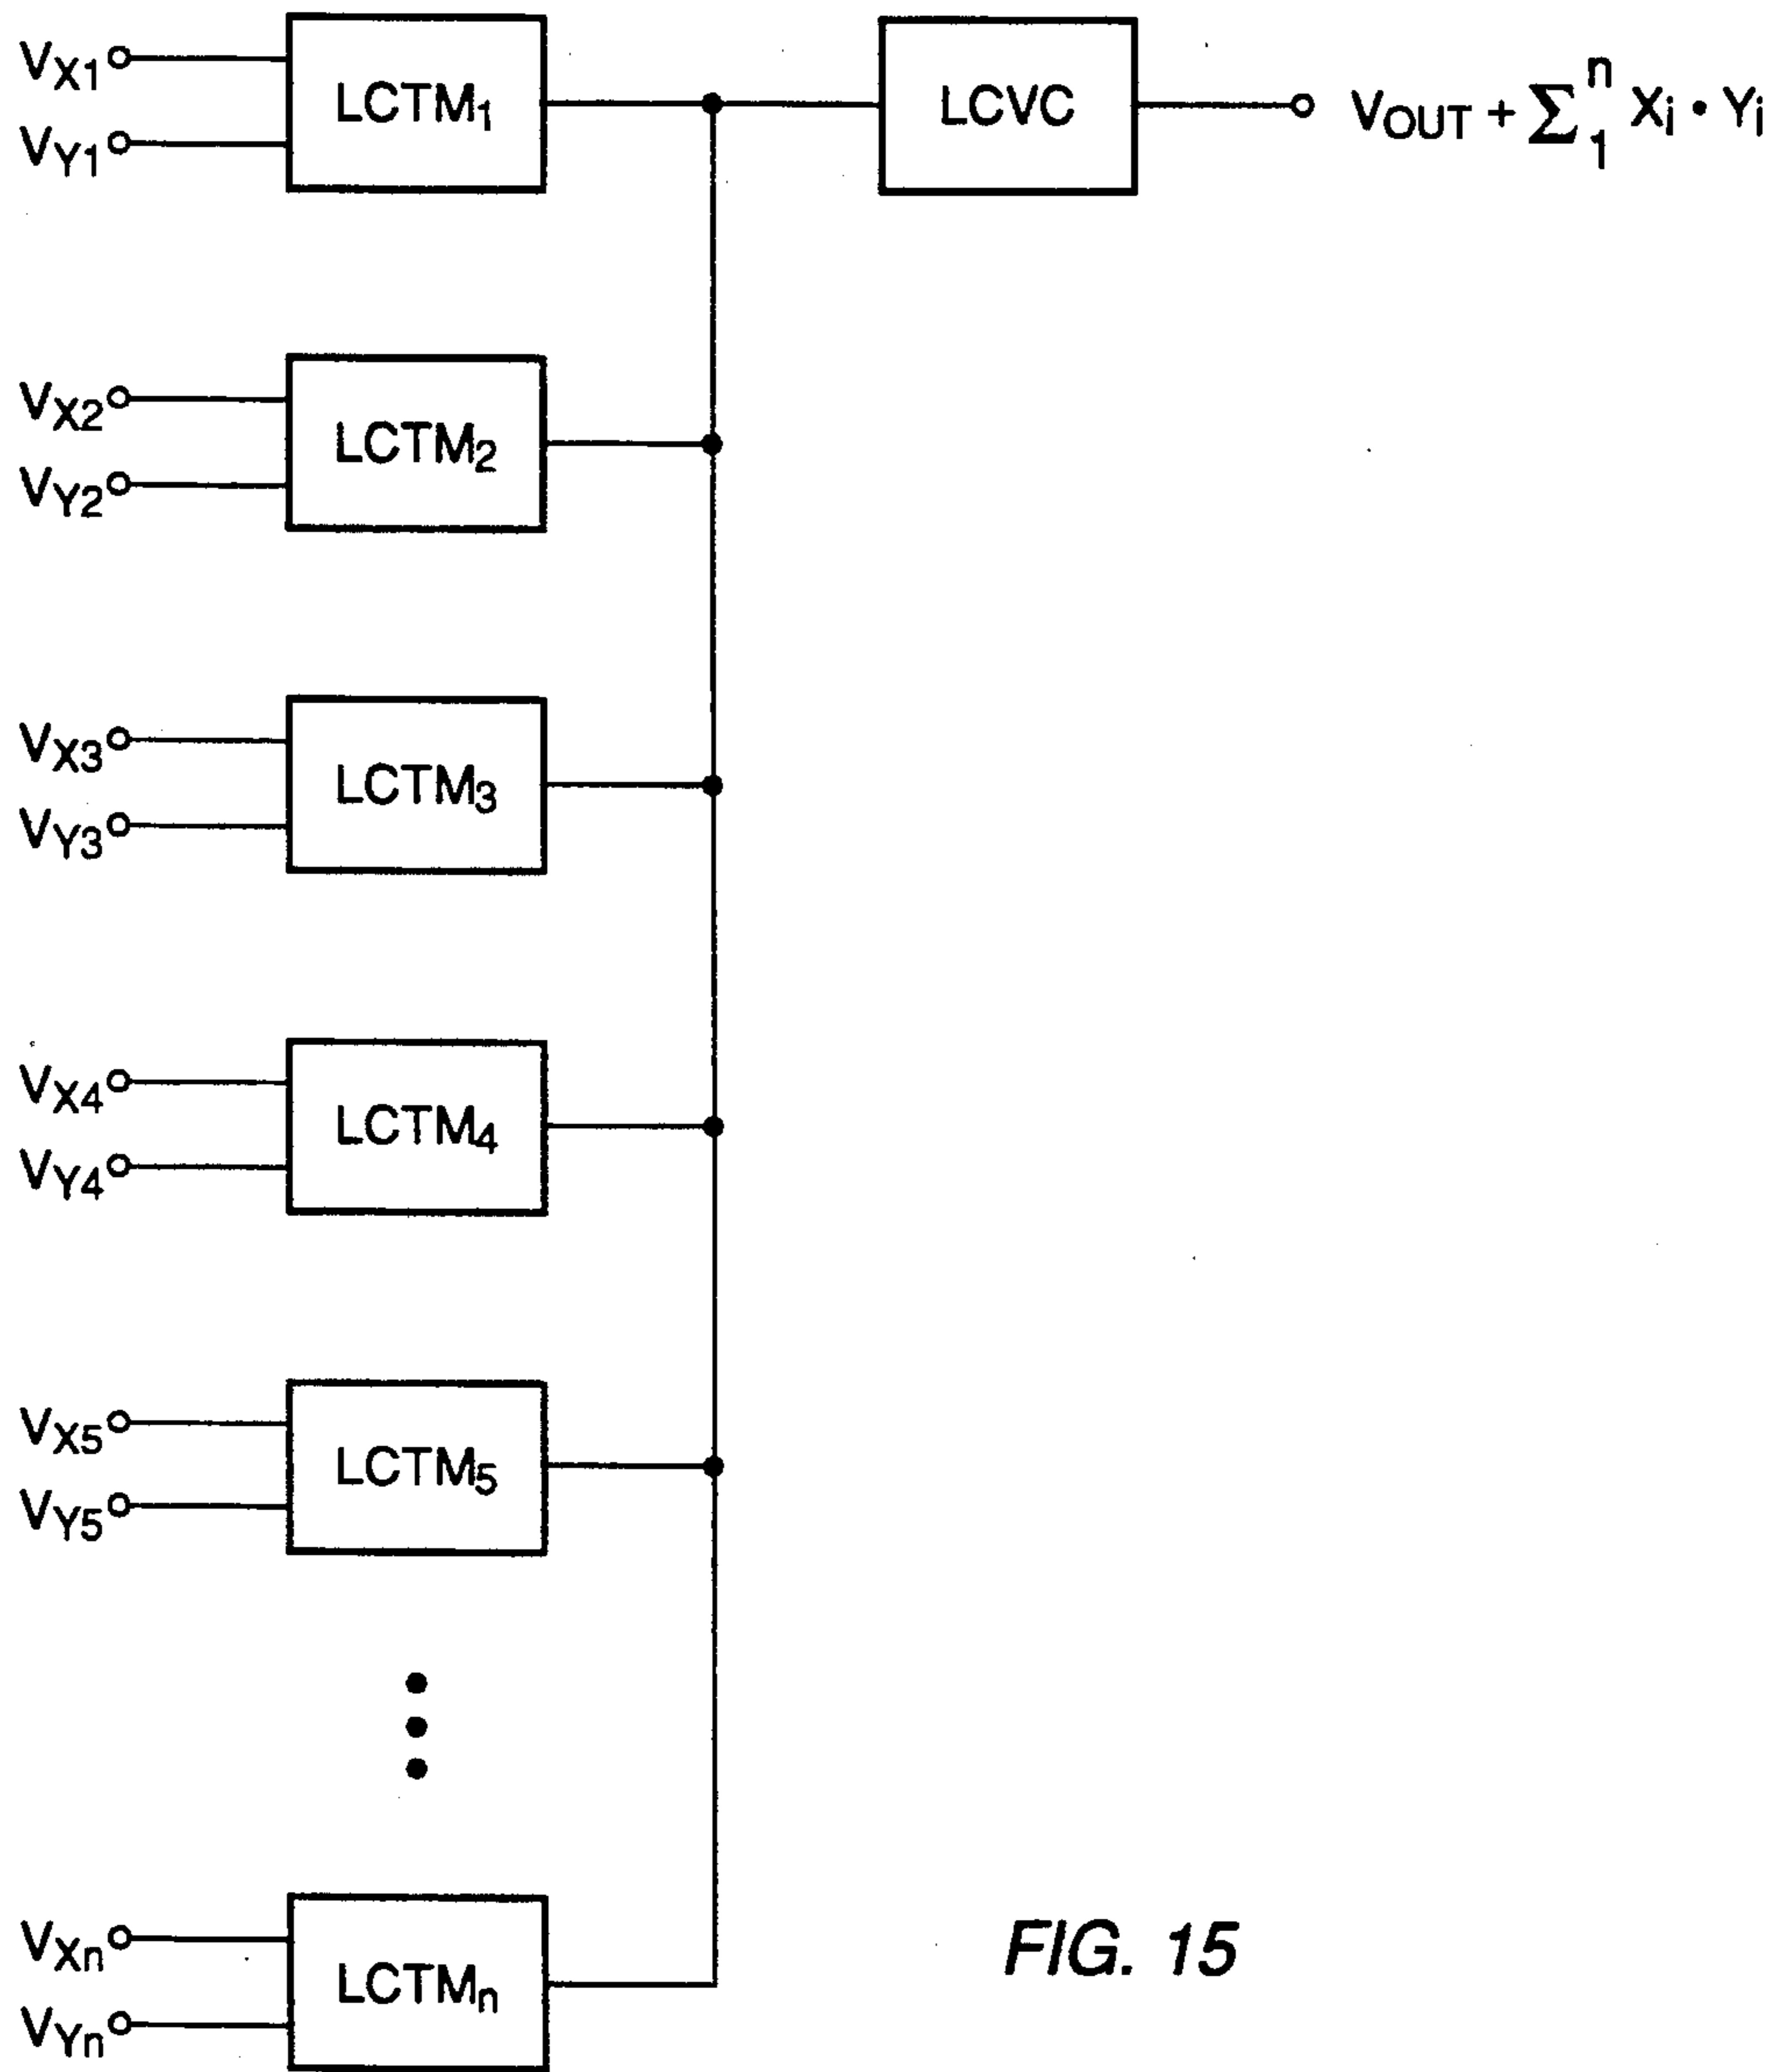 VX1
VY1
LCTM1
LCVC
VOUT + Σ n 1 Xi • Yi
VX2
VY2
LCTM2
VX3
VY3
LCTM3
VX4
VY4
LCTM4
VX5
VY5
LCTM5
VXn
VYn
LCTMn
FIG. 15